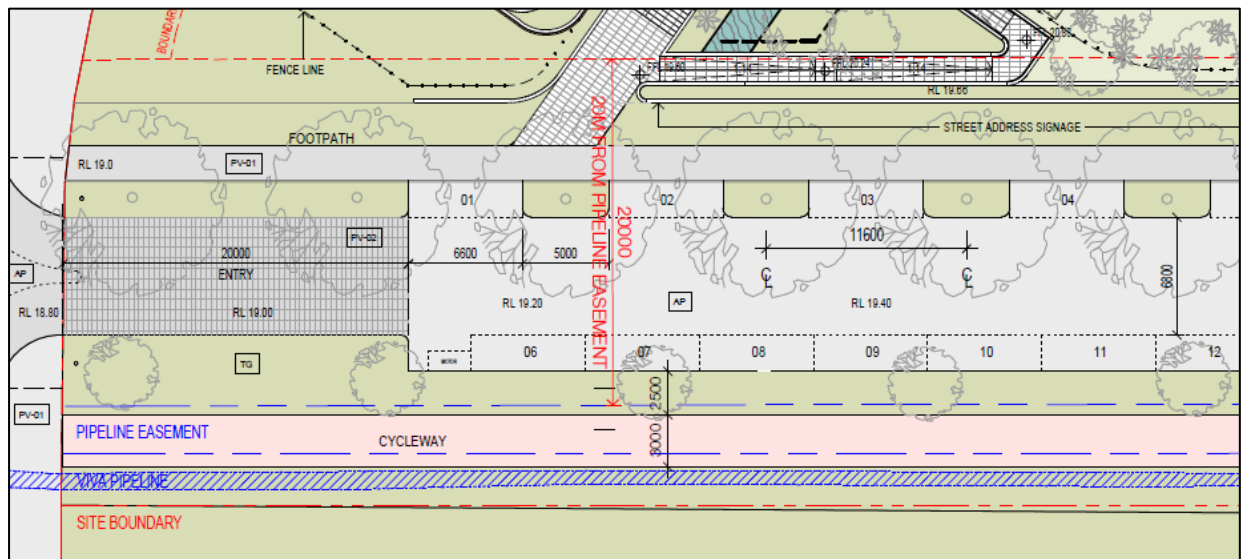 BOUNDARY
FENCE LINE
RL 19.66
STREET ADDRESS SIGNAGE
FOOTPATH
20M FROM PIPELINE EASEMENT
20000
RL 19.0
PV-01
01
02
03
04
PV-02
11600
20000
6600
5000
ENTRY
6800
AP
RL 18.80
RL 19.00
RL 19.20
AP
RL 19.40
06
07
08
09
10
11
12
TG
2500
PV-01
PIPELINE EASEMENT
CYCLEWAY
3000
VIVA PIPELINE
SITE BOUNDARY